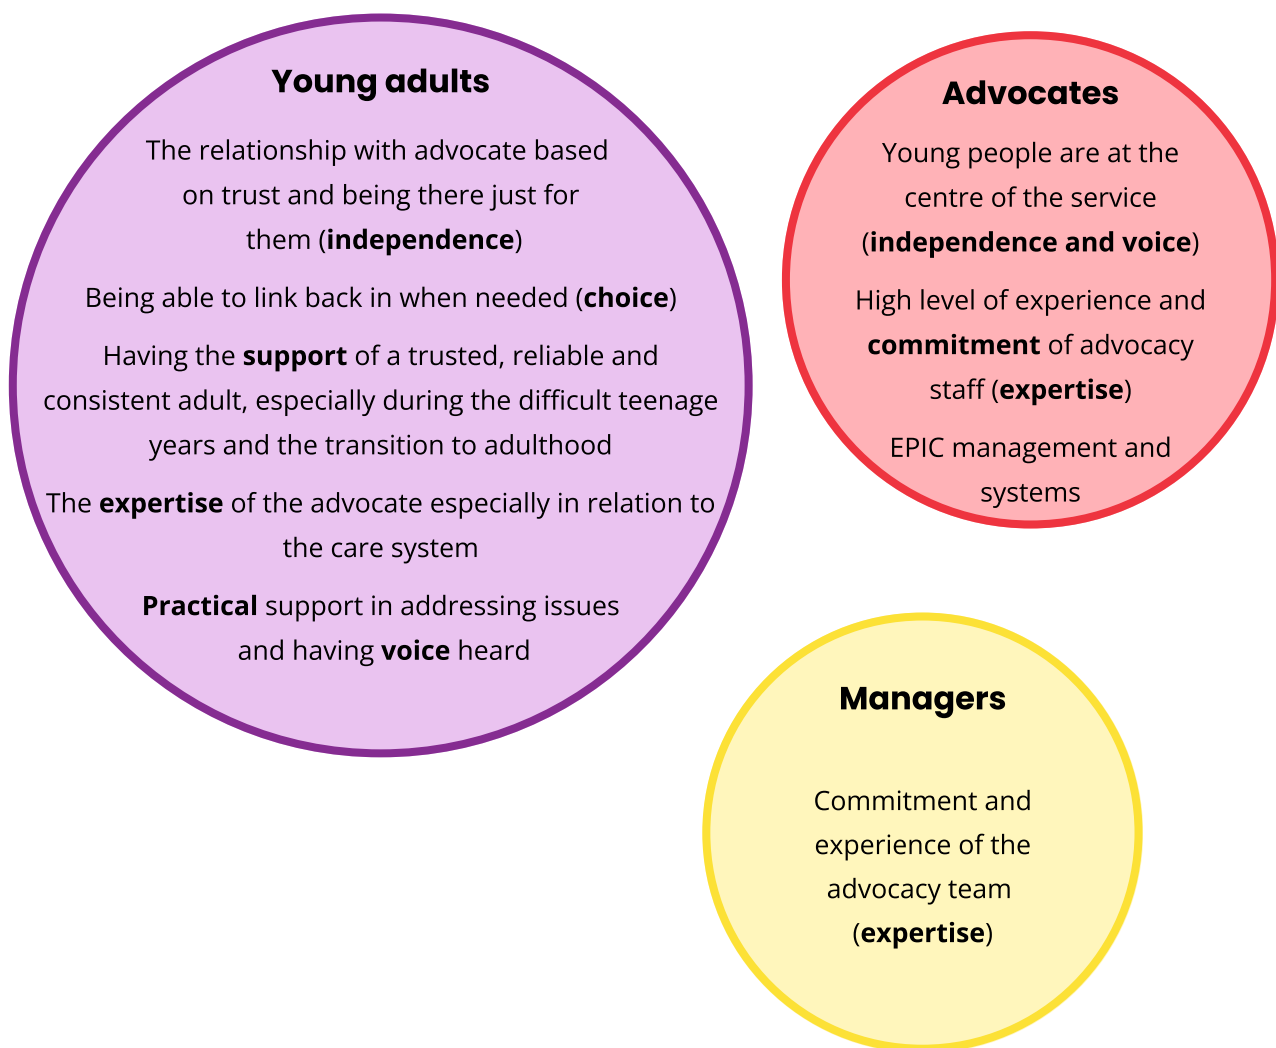 Young adults
The relationship with advocate based
on trust and being there just for
them (independence)
Being able to link back in when needed (choice)
Having the support of a trusted, reliable and
consistent adult, especially during the difficult teenage
years and the transition to adulthood
The expertise of the advocate especially in relation to
the care system
Practical support in addressing issues
and having voice heard
Advocates
Young people are at the
centre of the service
(independence and voice)
High level of experience and
commitment of advocacy
staff (expertise)
EPIC management and
systems
Managers
Commitment and
experience of the
advocacy team
(expertise)